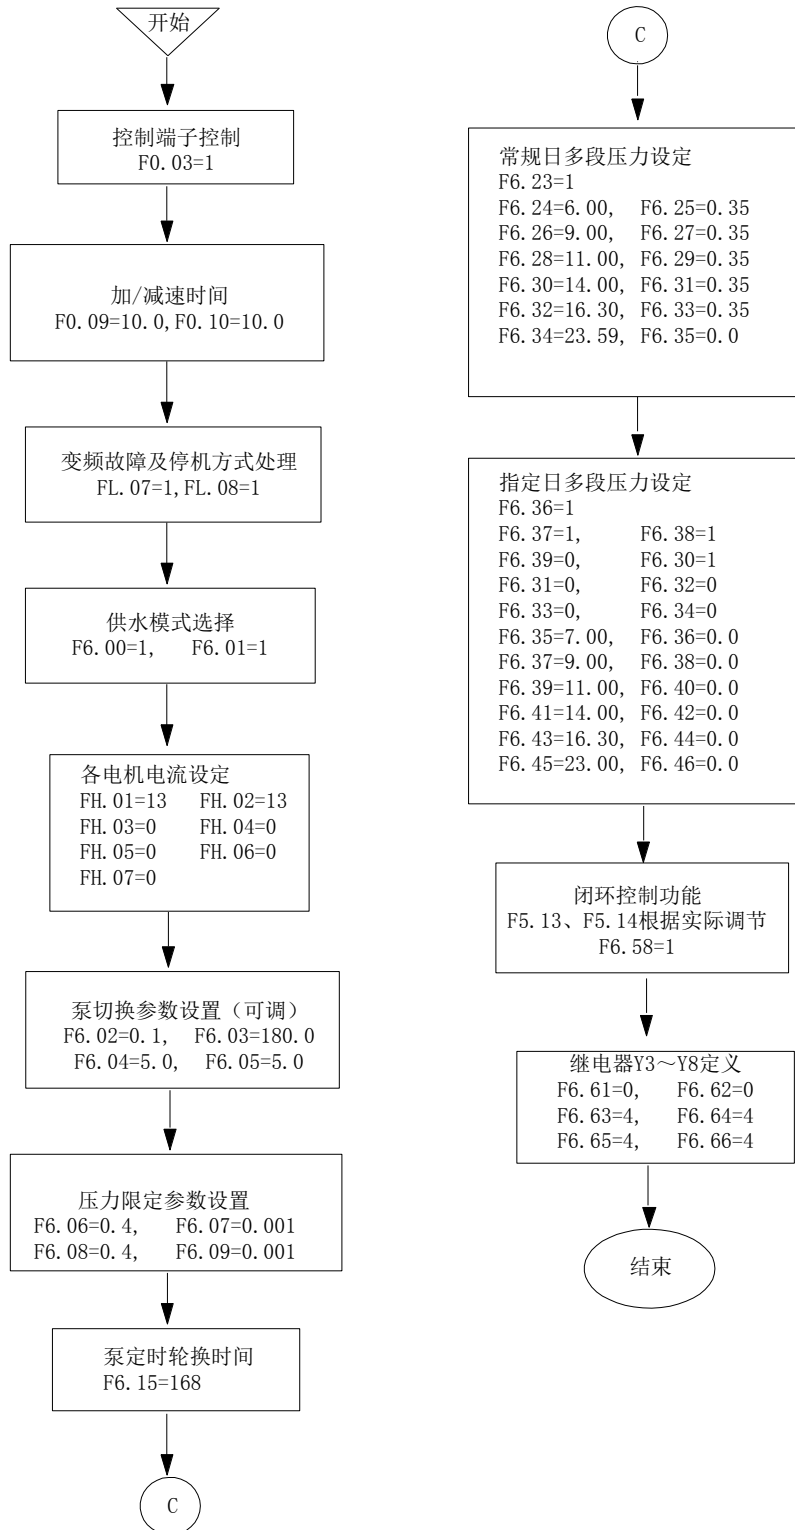 开始
控制端子控制
F0.03=1
加/减速时间
F0.09=10.0,F0.10=10.0
变频故障及停机方式处理
FL.07=1,FL.08=1
供水模式选择
F6.00=1, F6.01=1
各电机电流设定
FH.01=13 FH.02=13
FH.03=0 FH.04=0
FH.05=0 FH.06=0
FH.07=0
泵切换参数设置（可调）
F6.02=0.1, F6.03=180.0
F6.04=5.0, F6.05=5.0
压力限定参数设置
F6.06=0.4, F6.07=0.001
F6.08=0.4, F6.09=0.001
泵定时轮换时间
F6.15=168
C
C
常规日多段压力设定
F6.23=1
F6.24=6.00, F6.25=0.35
F6.26=9.00, F6.27=0.35
F6.28=11.00, F6.29=0.35
F6.30=14.00, F6.31=0.35
F6.32=16.30, F6.33=0.35
F6.34=23.59, F6.35=0.0
指定日多段压力设定
F6.36=1
F6.37=1, F6.38=1
F6.39=0, F6.30=1
F6.31=0, F6.32=0
F6.33=0, F6.34=0
F6.35=7.00, F6.36=0.0
F6.37=9.00, F6.38=0.0
F6.39=11.00, F6.40=0.0
F6.41=14.00, F6.42=0.0
F6.43=16.30, F6.44=0.0
F6.45=23.00, F6.46=0.0
闭环控制功能
F5.13、F5.14根据实际调节
F6.58=1
继电器Y3～Y8定义
F6.61=0, F6.62=0
F6.63=4, F6.64=4
F6.65=4, F6.66=4
结束